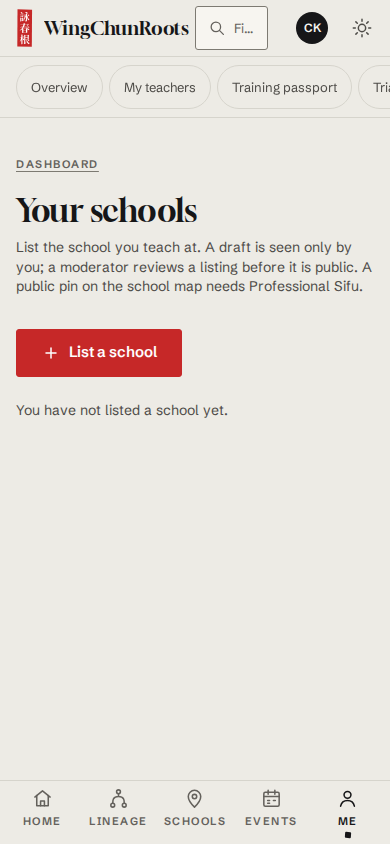 詠春根
WingChunRoots
Fi...
CK
Overview
My teachers
Training passport
Tria
DASHBOARD
Your schools
List the school you teach at. A draft is seen only by
you; a moderator reviews a listing before it is public. A
public pin on the school map needs Professional Sifu.
+ List a school
You have not listed a school yet.
HOME
LINEAGE
SCHOOLS
EVENTS
ME